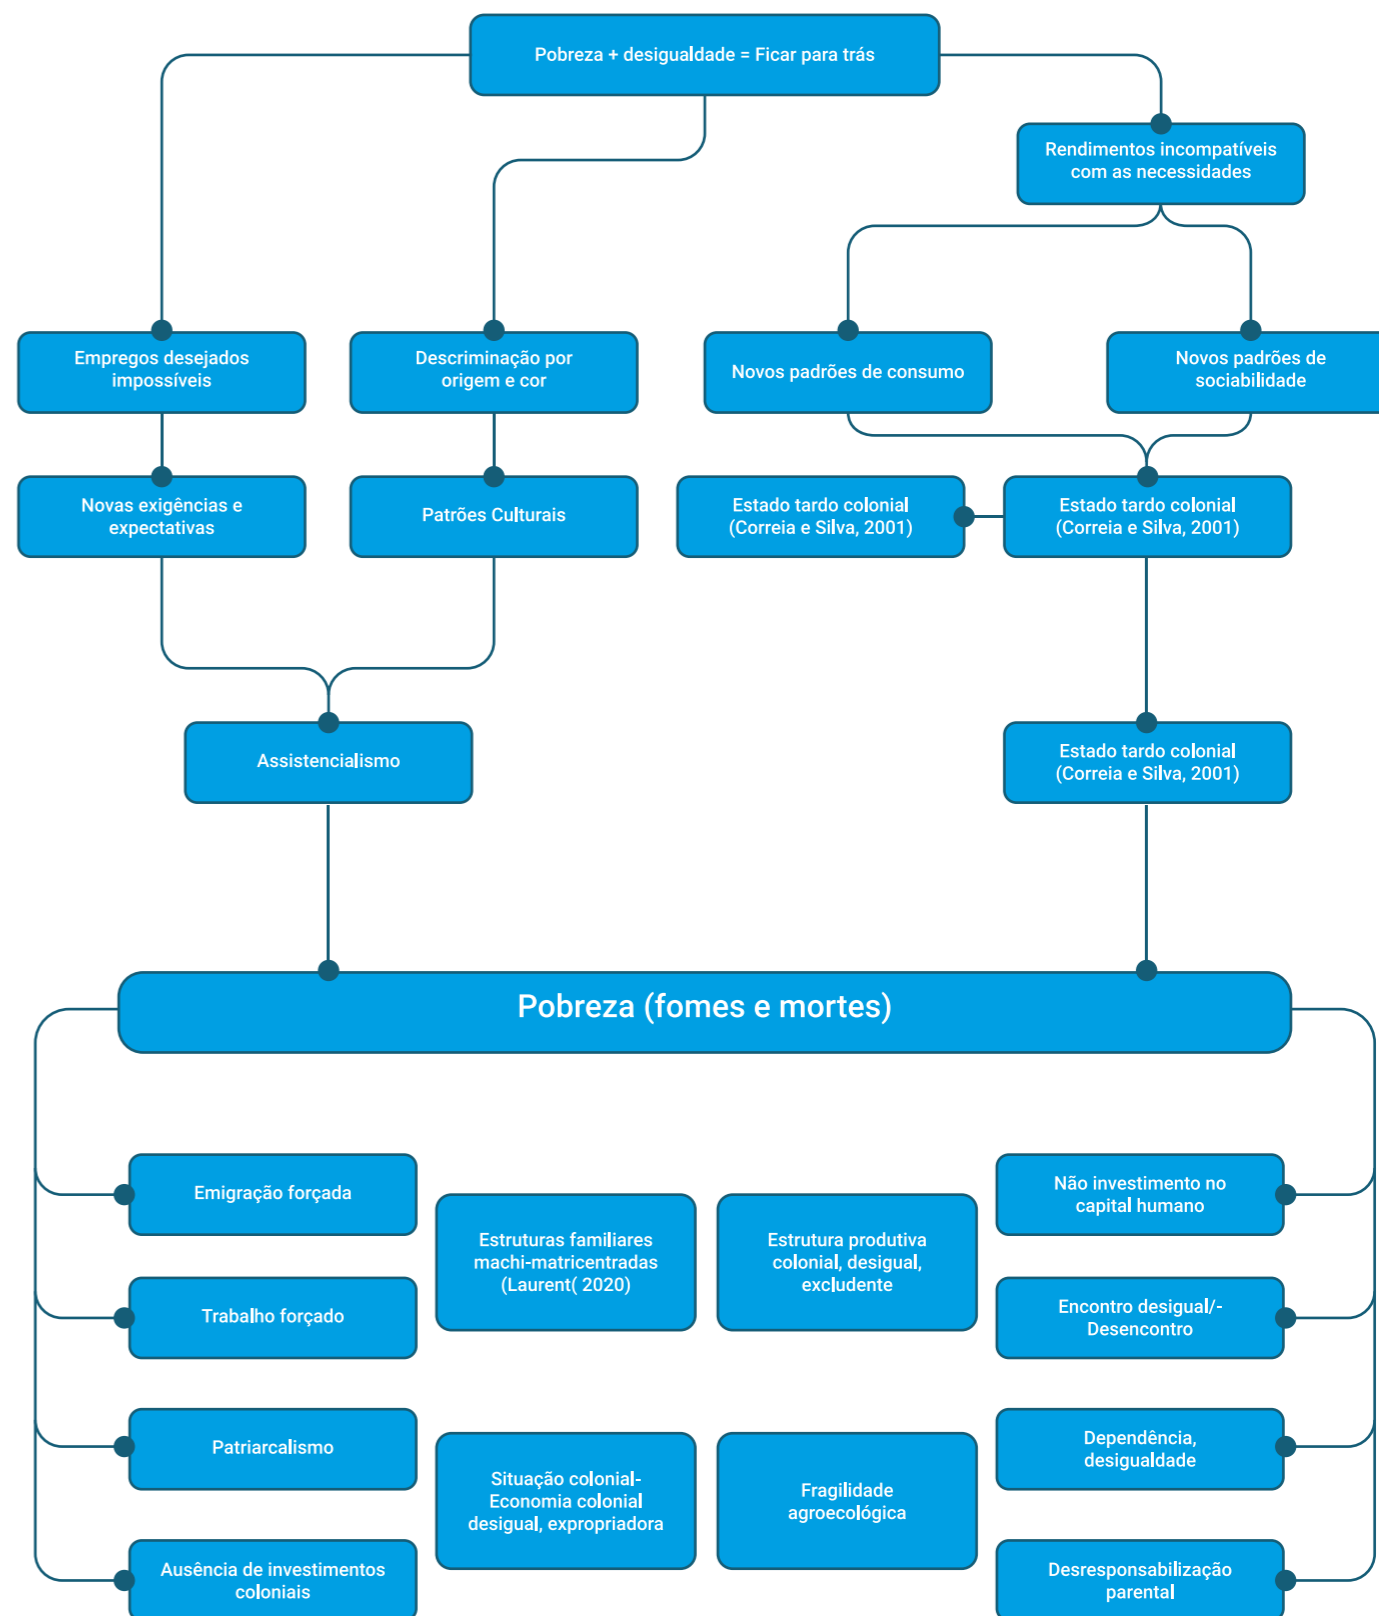 Pobreza + desigualdade = Ficar para trás
Rendimentos incompatíveis
com as necessidades
Empregos desejados
impossíveis
Descriminação por
origem e cor
Novos padrões de consumo
Novos padrões de
sociabilidade
Novas exigências e
expectativas
Patrões Culturais
Estado tardo colonial
(Correia e Silva, 2001)
Estado tardo colonial
(Correia e Silva, 2001)
Assistencialismo
Estado tardo colonial
(Correia e Silva, 2001)
Pobreza (fomes e mortes)
Emigração forçada
Estruturas familiares
machi-matricentradas
(Laurent( 2020)
Estrutura produtiva
colonial, desigual,
excludente
Não investimento no
capital humano
Trabalho forçado
Encontro desigual/-
Desencontro
Patriarcalismo
Situação colonial-
Economia colonial
desigual, expropriadora
Fragilidade
agroecológica
Dependência,
desigualdade
Ausência de investimentos
coloniais
Desresponsabilização
parental